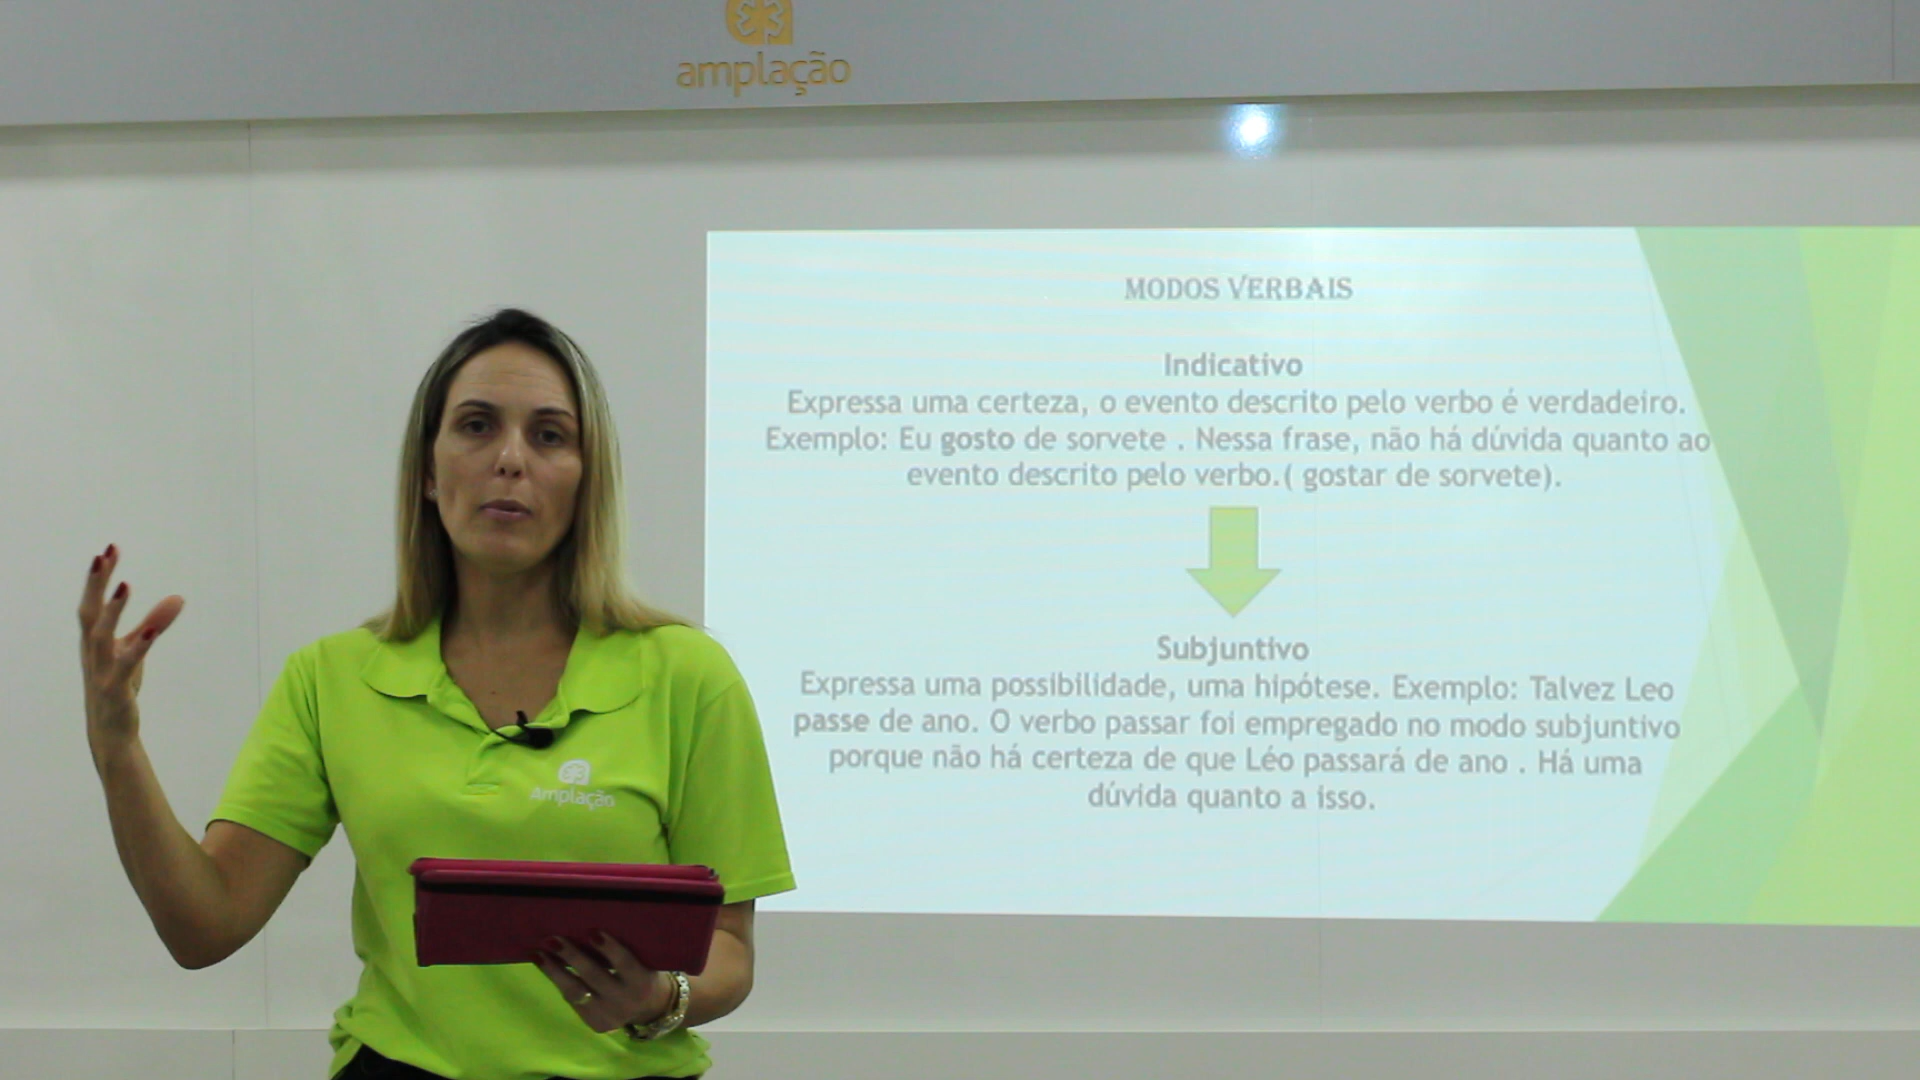 amplação
MODOS VERBAIS
Indicativo
Expressa uma certeza, o evento descrito pelo verbo é verdadeiro.
Exemplo: Eu gosto de sorvete . Nessa frase, não há dúvida quanto ao
evento descrito pelo verbo.( gostar de sorvete).
Subjuntivo
Expressa uma possibilidade, uma hipótese. Exemplo: Talvez Leo
passe de ano. O verbo passar foi empregado no modo subjuntivo
porque não há certeza de que Léo passará de ano . Há uma
dúvida quanto a isso.
Amplação